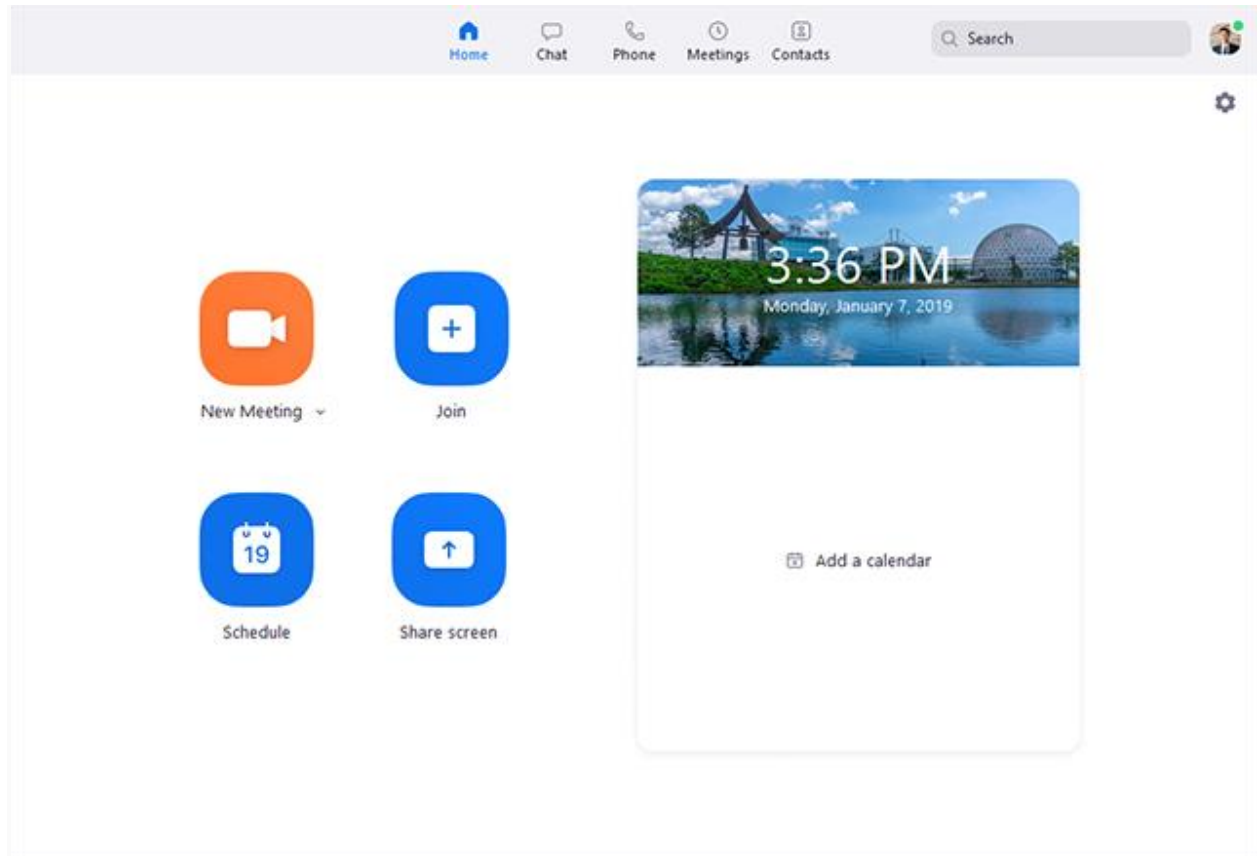 Home
Chat
Phone
Meetings
Contacts
Search
3:36 PM
Monday, January 7, 2019
New Meeting
Join
19
Schedule
Share screen
Add a calendar